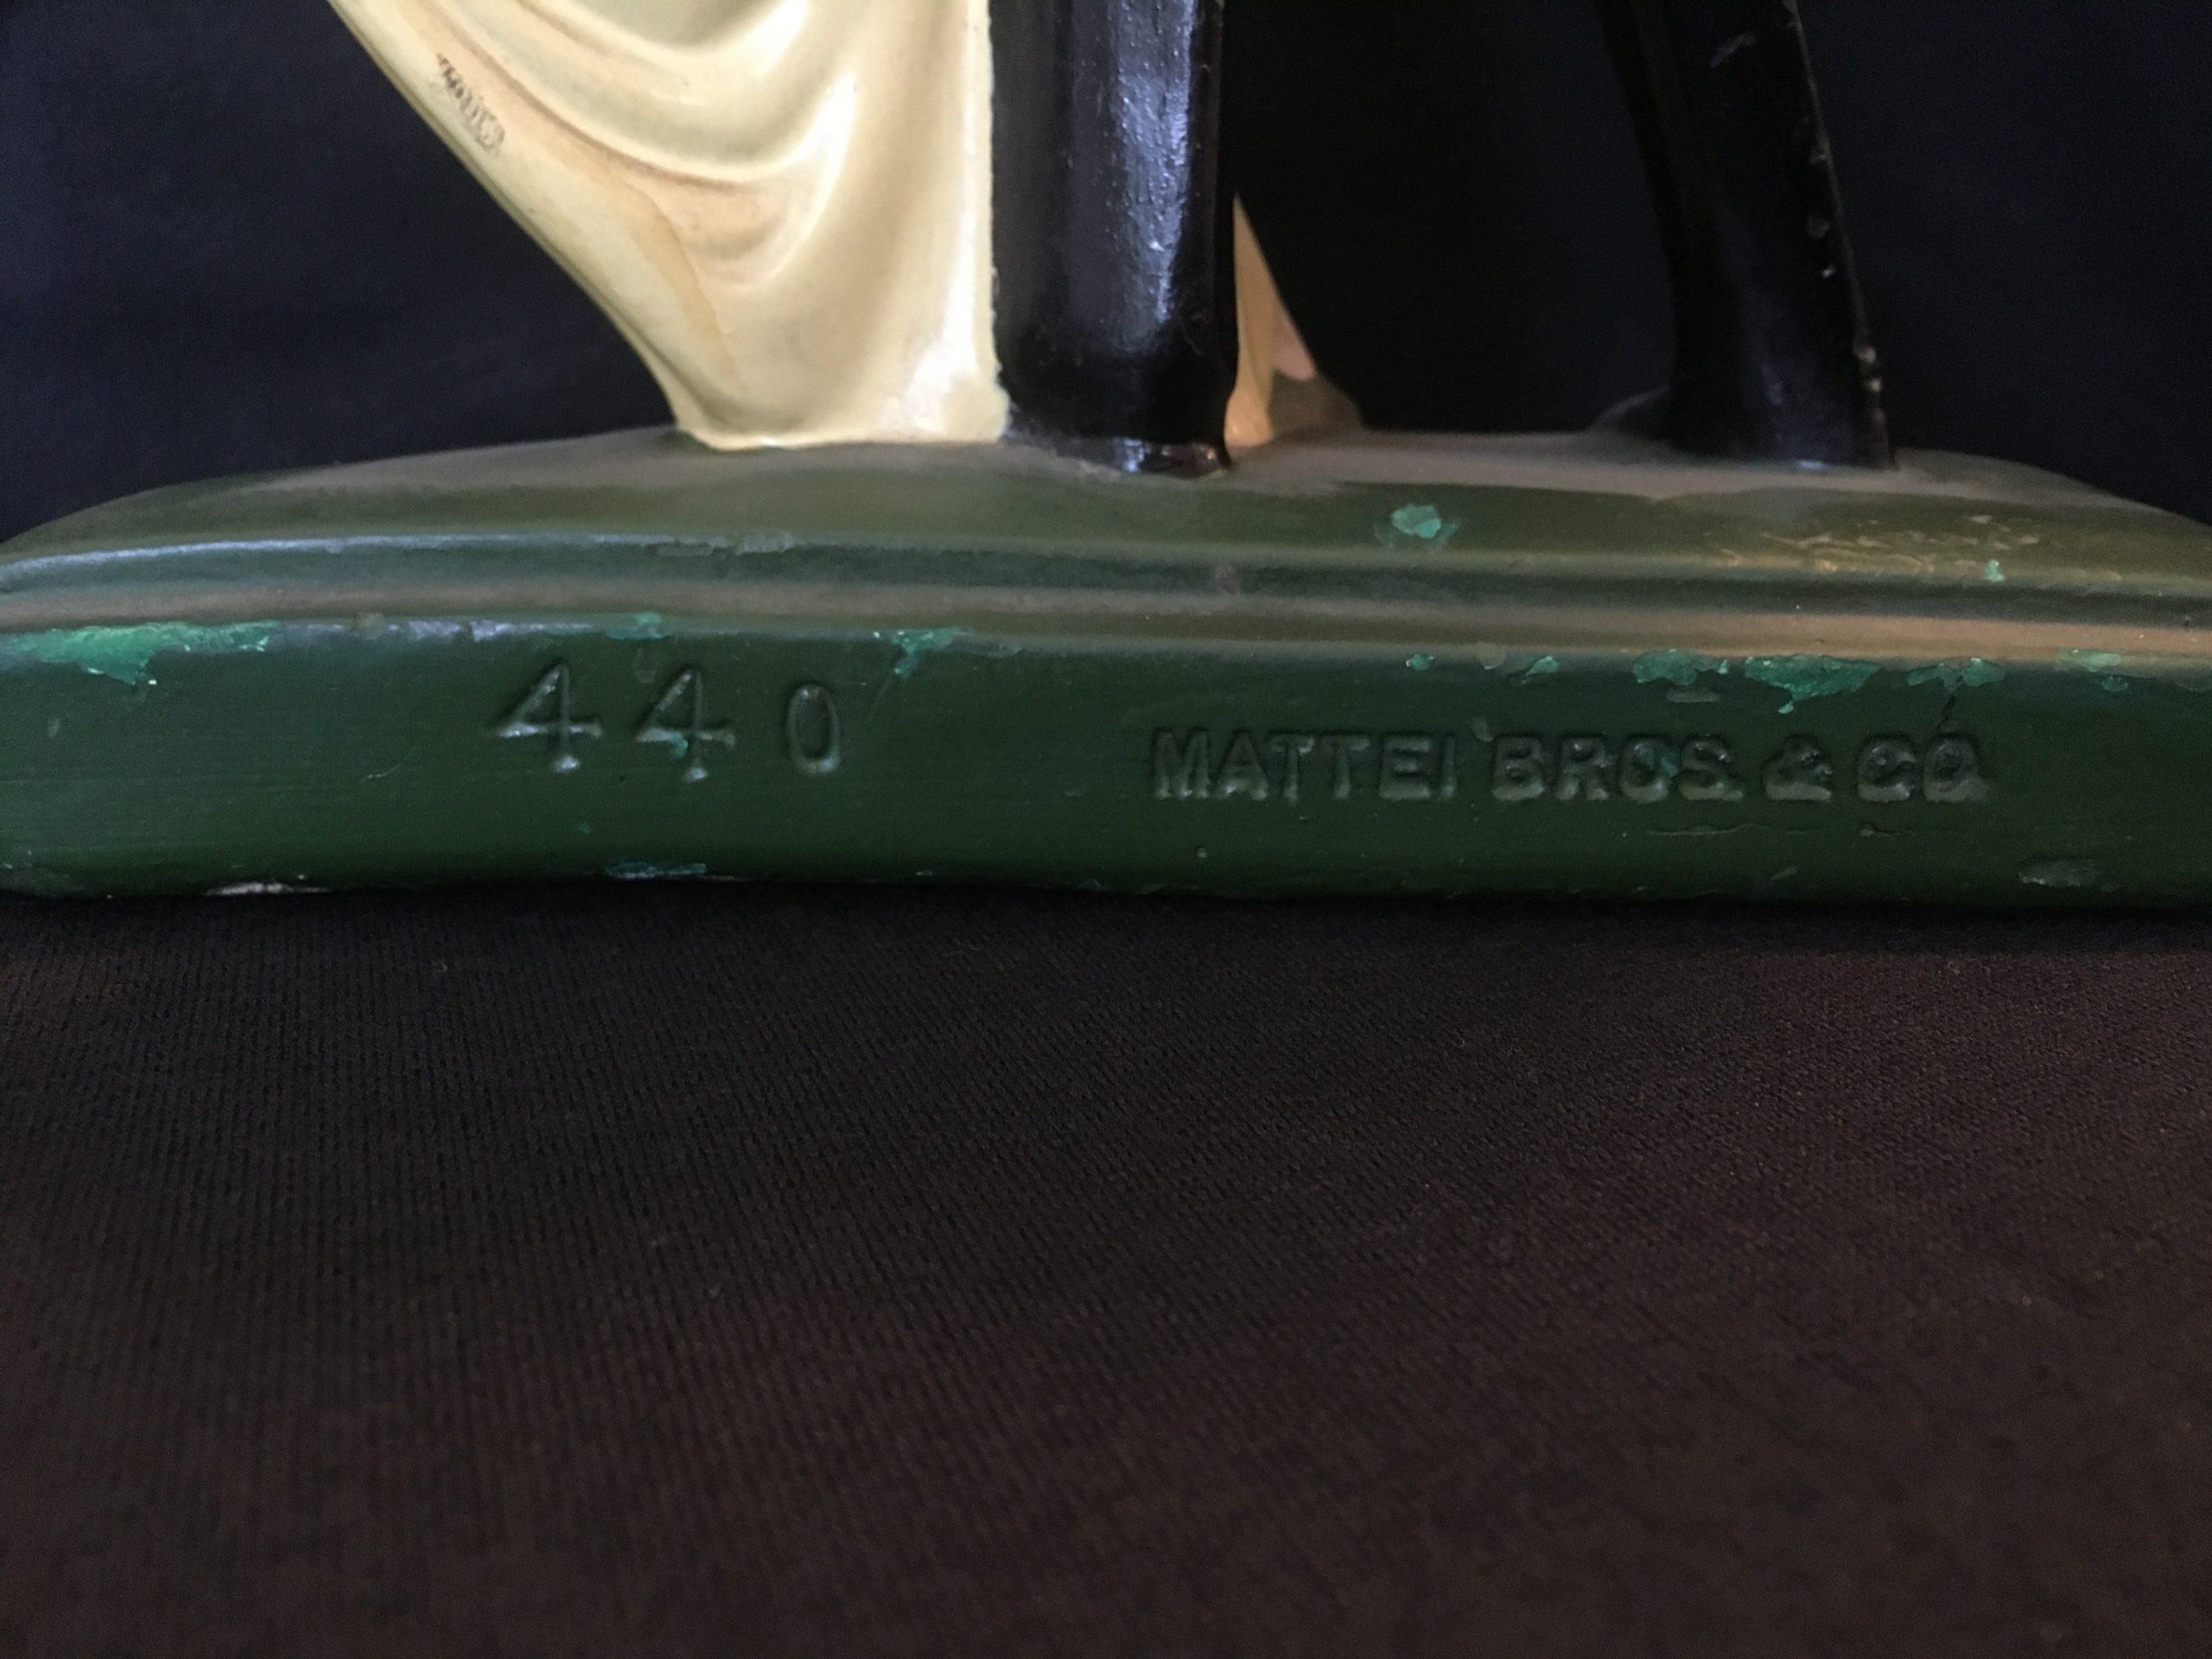 440 MATTEI BROS. & CO.